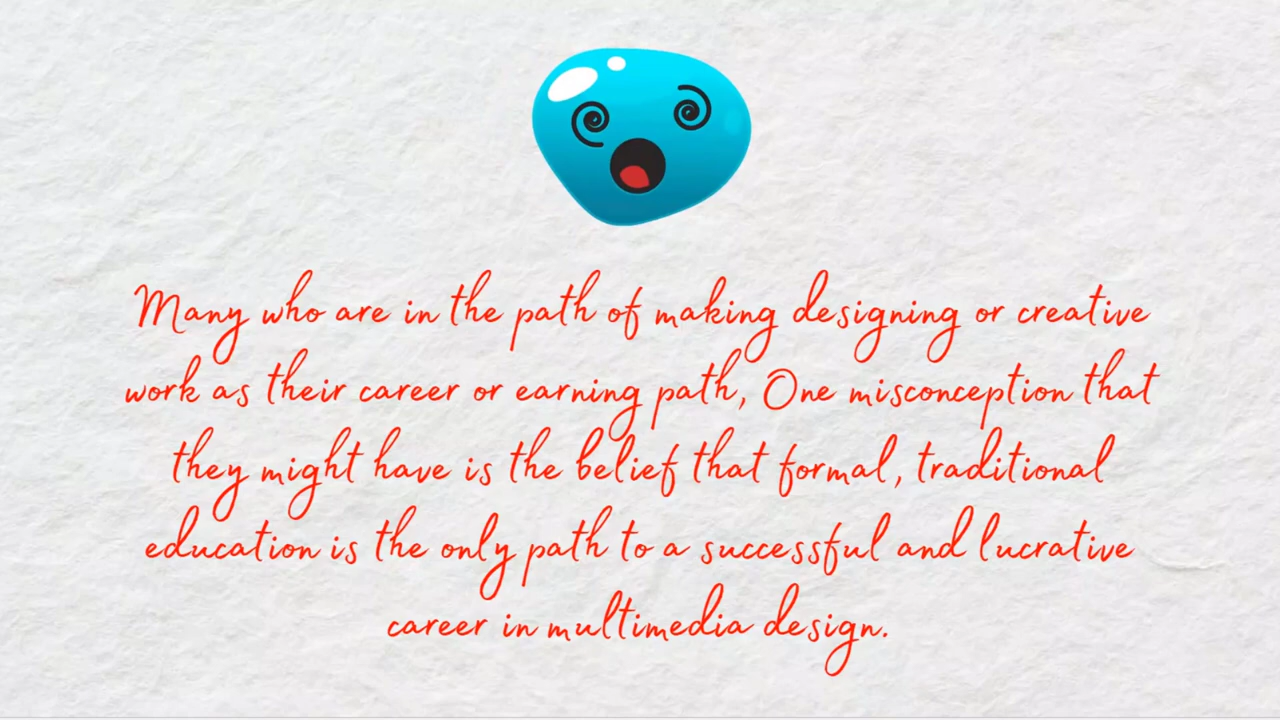 Many who are in the path of making designing or creative
work as their career or earning path, One misconception that
they might have is the belief that formal, traditional
education is the only path to a successful and lucrative
career in multimedia design.